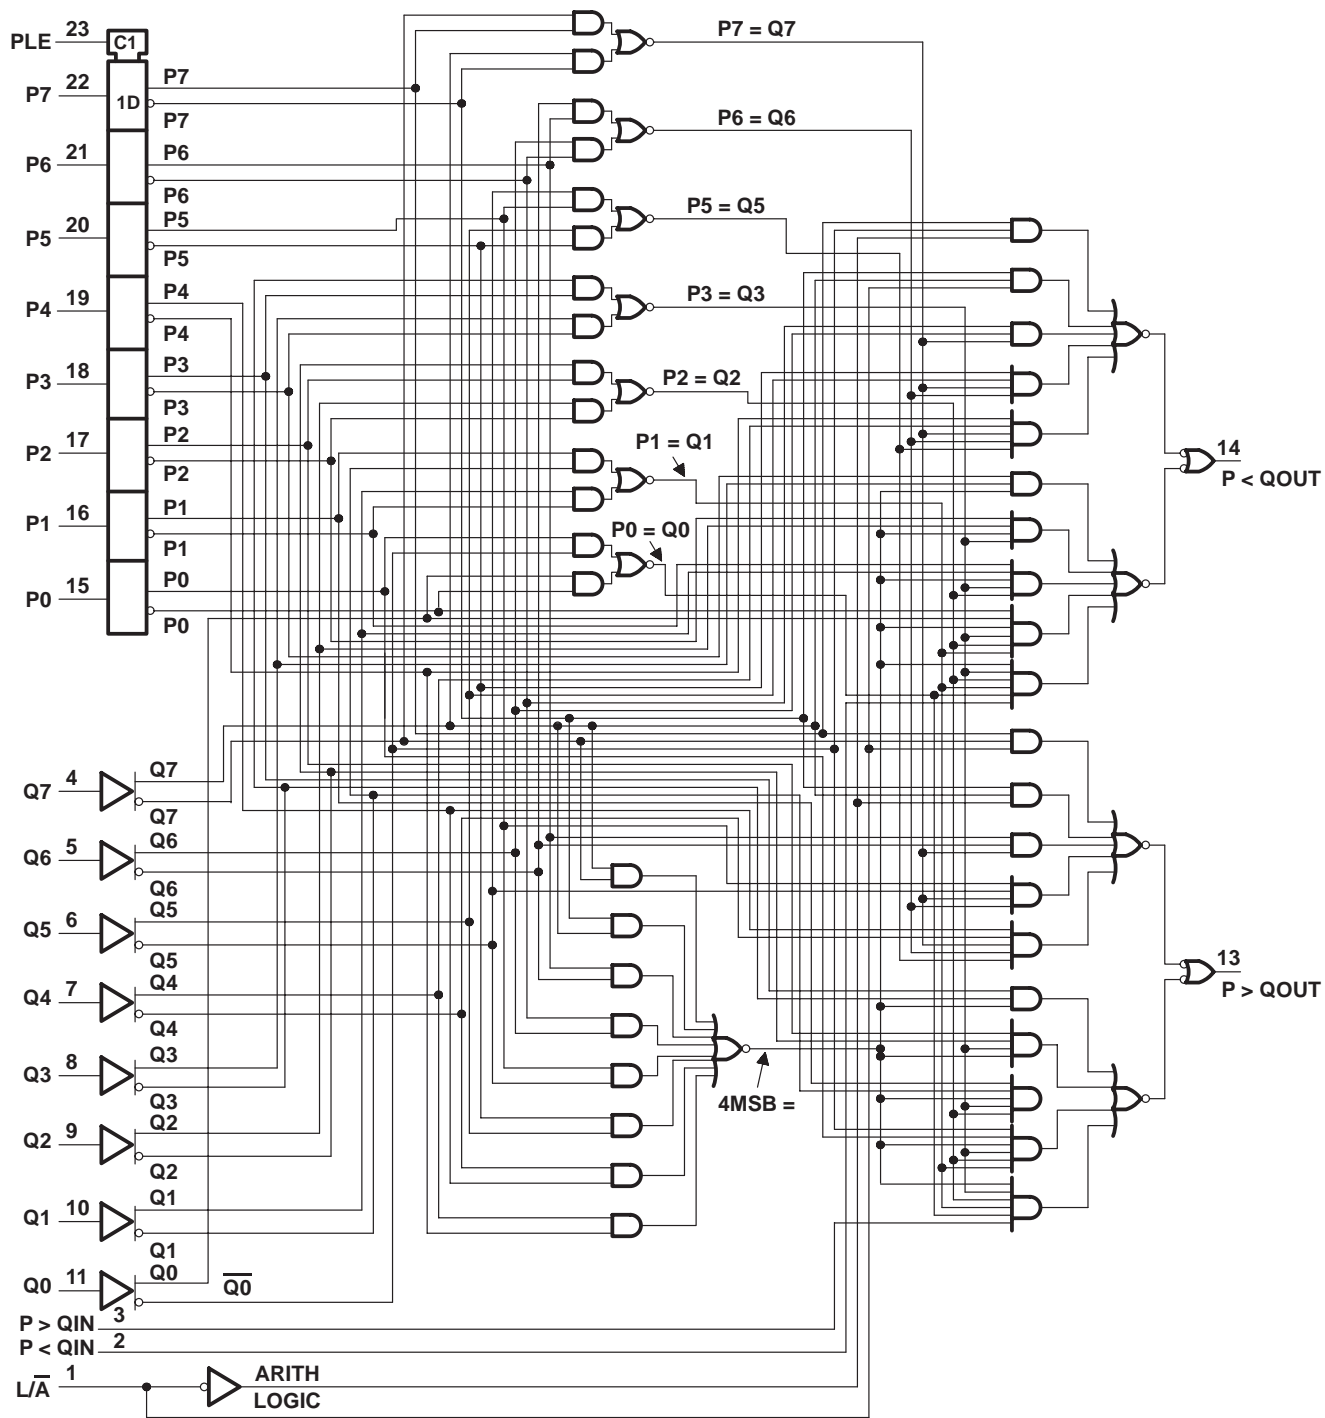 PLE 23
C1
P7 22
1D
P7
P7
P6 21
P6
P6
P5 20
P5
P5
P4 19
P4
P4
P3 18
P3
P3
P2 17
P2
P2
P1 16
P1
P1
P0 15
P0
P0
P7 = Q7
P6 = Q6
P5 = Q5
P3 = Q3
P2 = Q2
P1 = Q1
P0 = Q0
14
P < QOUT
Q7 4
Q7
Q7
Q6 5
Q6
Q6
Q5 6
Q5
Q5
Q4 7
Q4
Q4
Q3 8
Q3
Q3
Q2 9
Q2
Q2
Q1 10
Q1
Q1
Q0 11
Q0
Q̅0̅
4MSB =
13
P > QOUT
P > QIN 3
P < QIN 2
L/A̅ 1
ARITH
LOGIC